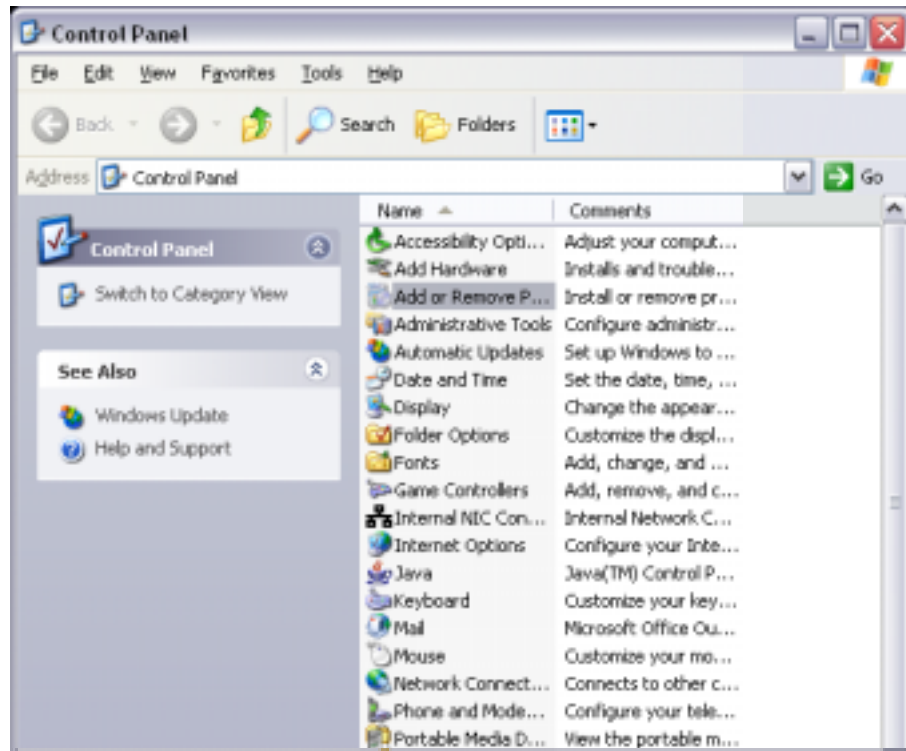 Control Panel
File Edit View Favorites Tools Help
Back Search Folders
Address Control Panel Go
Name Comments
Control Panel
Switch to Category View
See Also
Windows Update
Help and Support
Accessibility Opti... Adjust your comput...
Add Hardware Installs and trouble...
Add or Remove P... Install or remove pr...
Administrative Tools Configure administr...
Automatic Updates Set up Windows to ...
Date and Time Set the date, time, ...
Display Change the appear...
Folder Options Customize the displ...
Fonts Add, change, and ...
Game Controllers Add, remove, and c...
Internal NIC Con... Internal Network C...
Internet Options Configure your Inte...
Java Java(TM) Control P...
Keyboard Customize your key...
Mail Microsoft Office Ou...
Mouse Customize your mo...
Network Connect... Connects to other c...
Phone and Mode... Configure your tele...
Portable Media D... View the portable m...